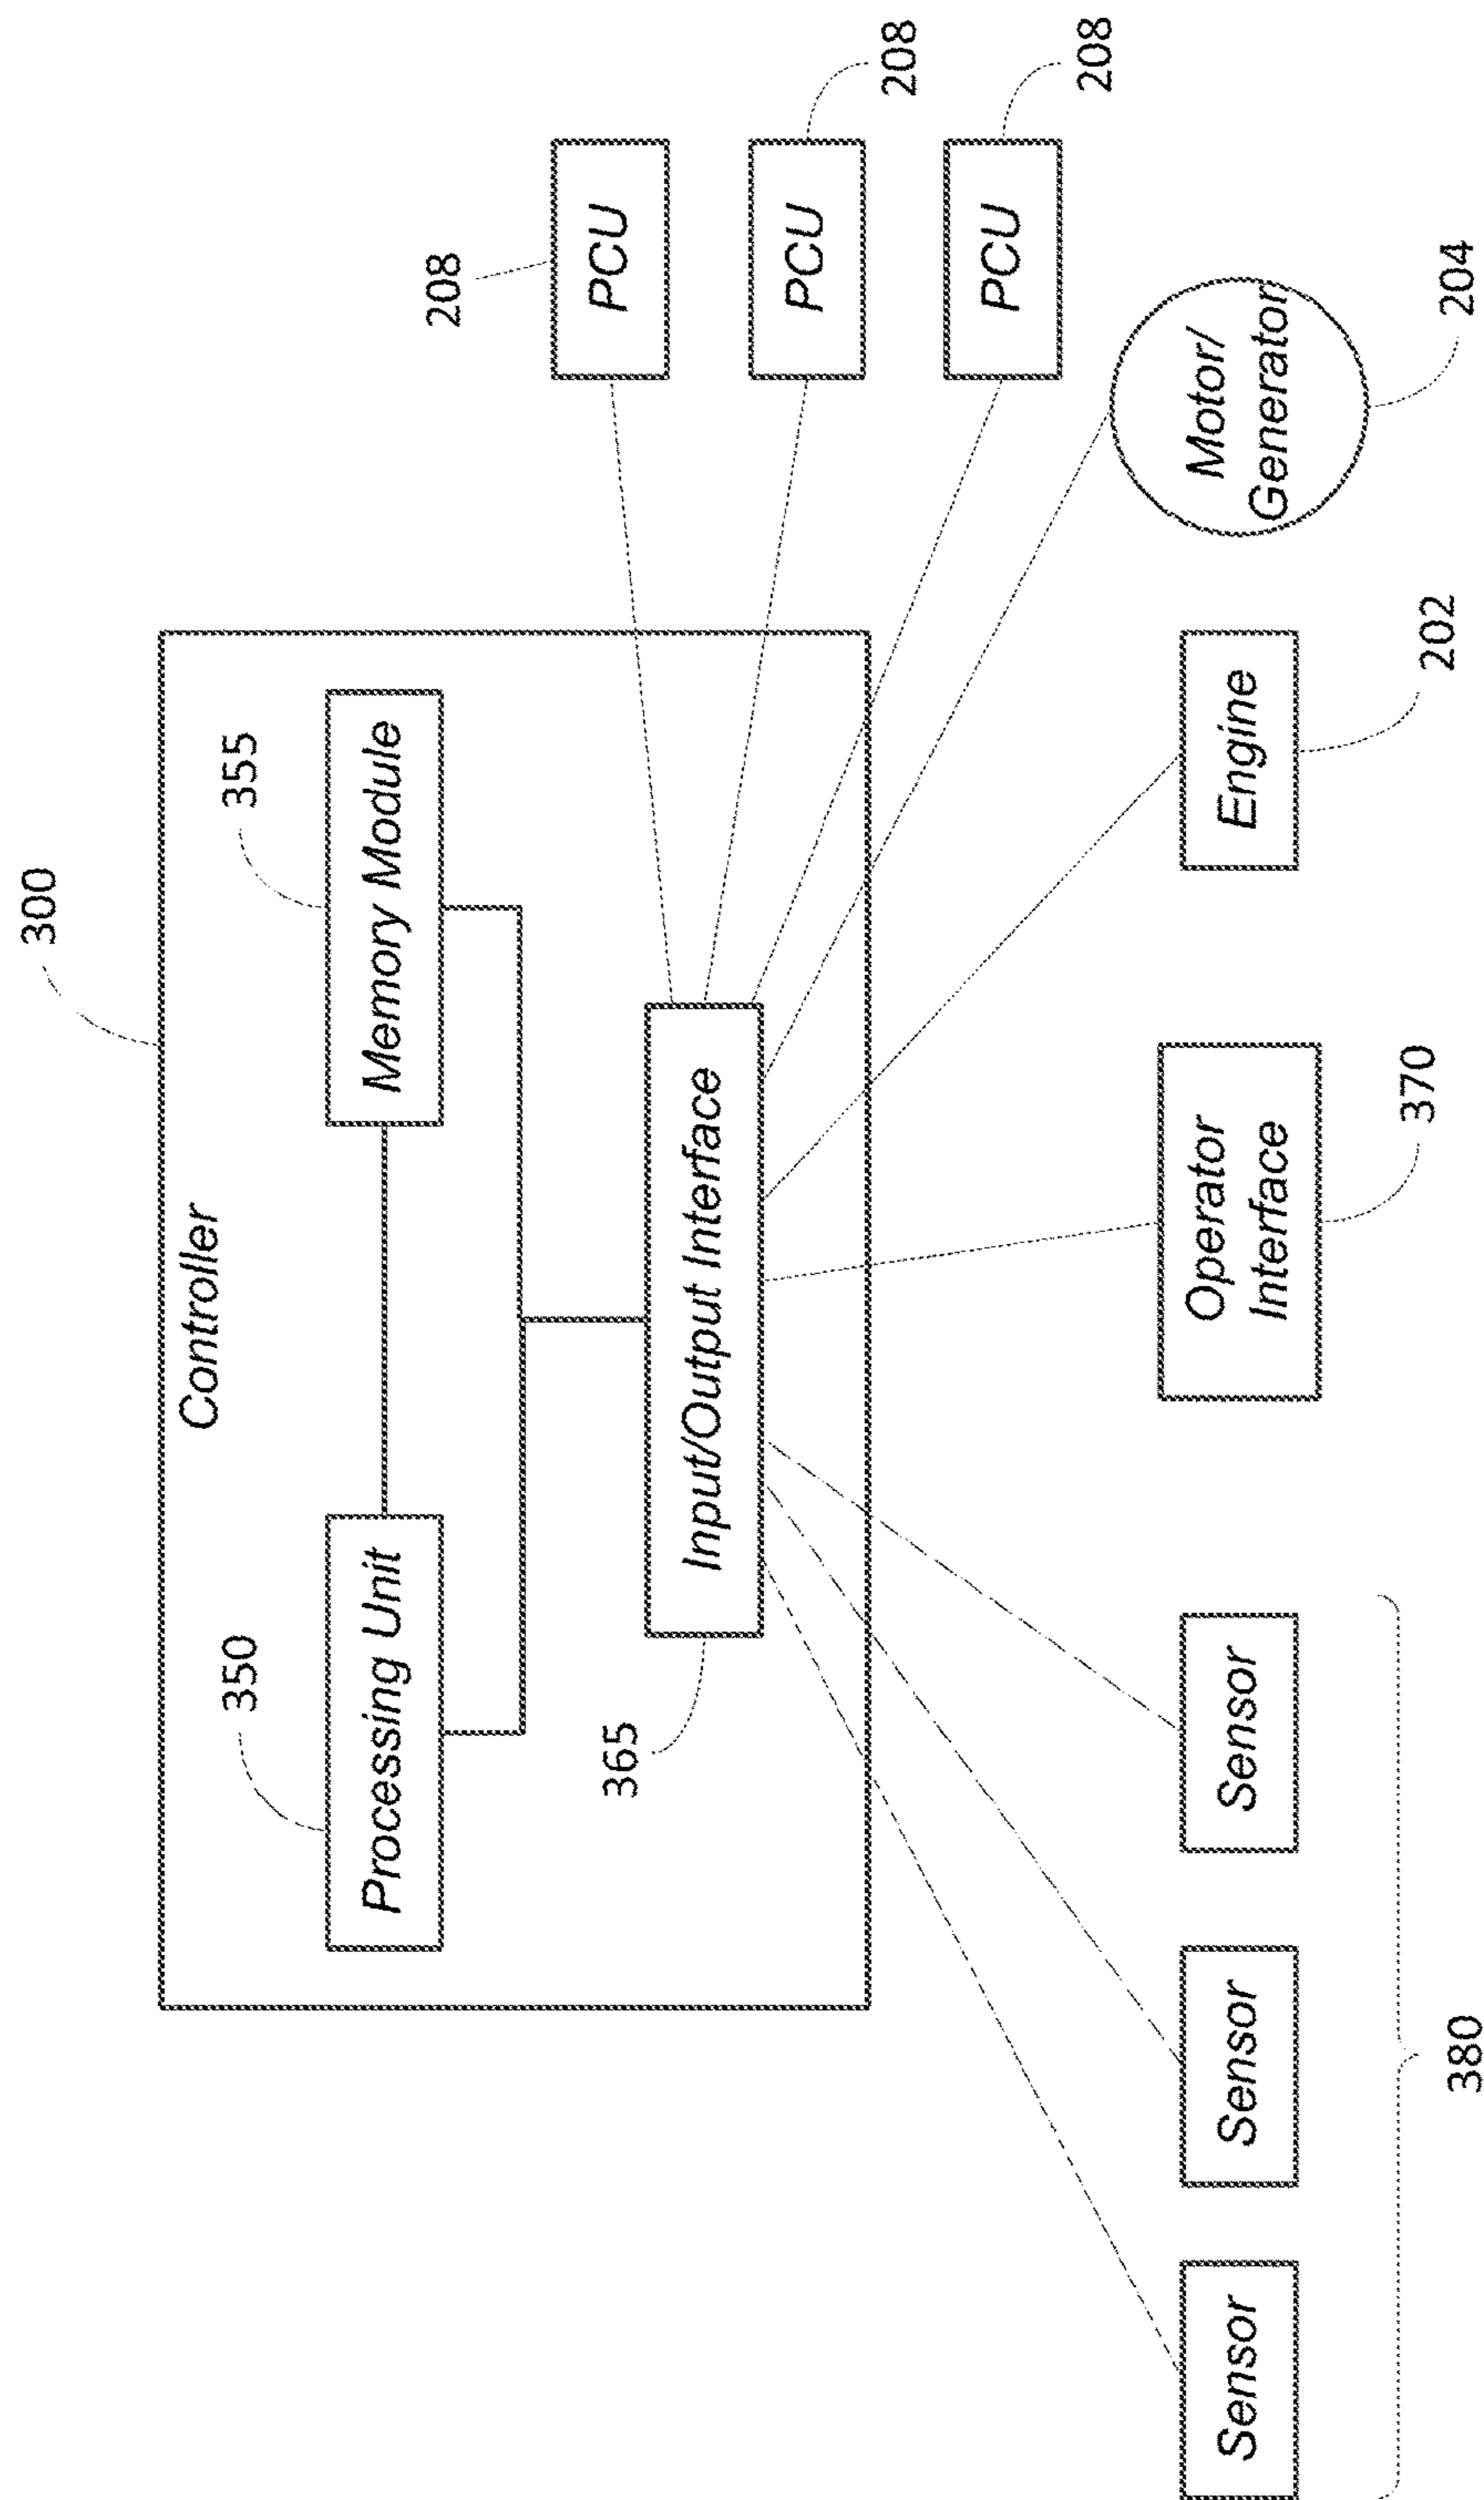 300
Controller
350
355
Processing Unit
Memory Module
208
365
Input/Output Interface
PCU
208
PCU
208
PCU
Sensor
Sensor
Sensor
Operator
Interface
Engine
Motor/
Generator
380
370
202
204
208